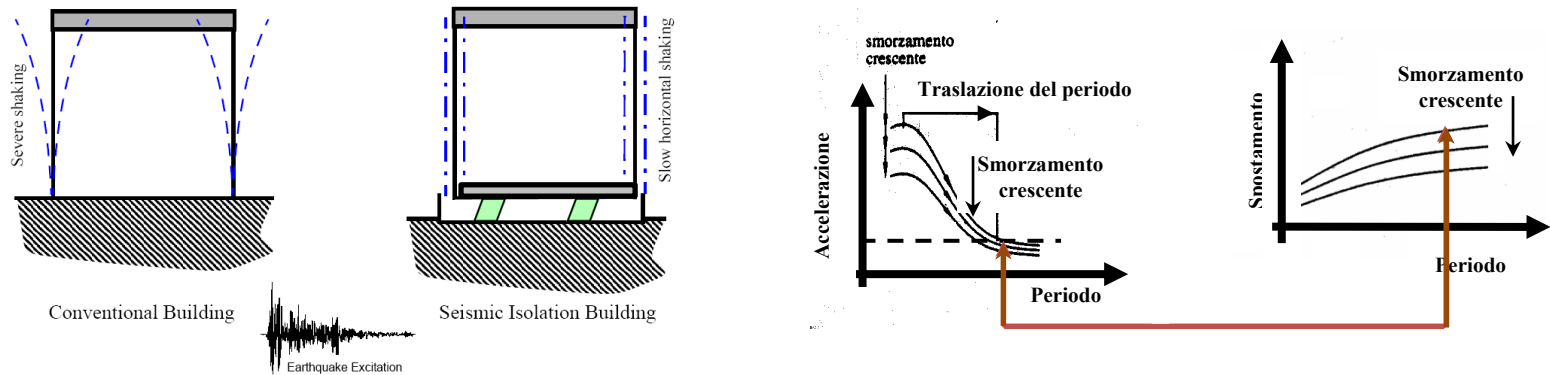 Severe shaking
Conventional Building
Earthquake Excitation
Slow horizontal shaking
Seismic Isolation Building
smorzamento
crescente
Traslazione del periodo
Smorzamento
crescente
Accelerazione
Periodo
Smorzamento
crescente
Spostamento
Periodo